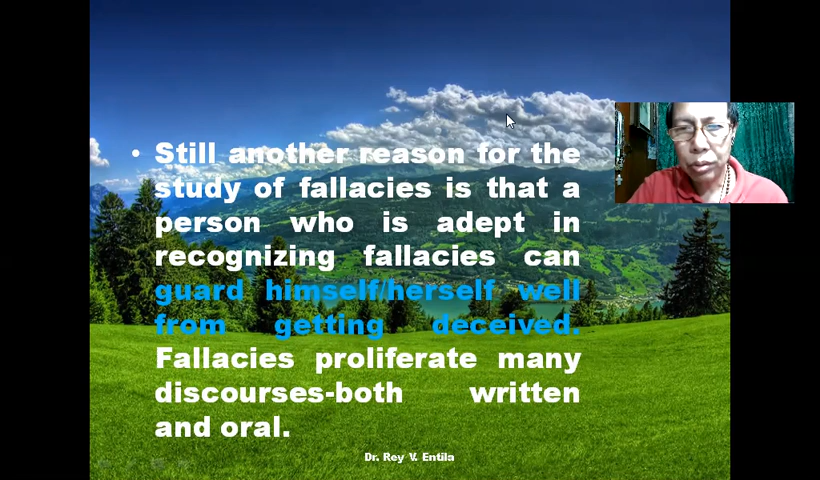 • Still another reason for the
study of fallacies is that a
person who is adept in
recognizing fallacies can
guard himself/herself well
from getting deceived.
Fallacies proliferate many
discourses-both written
and oral.
Dr. Rey V. Entila